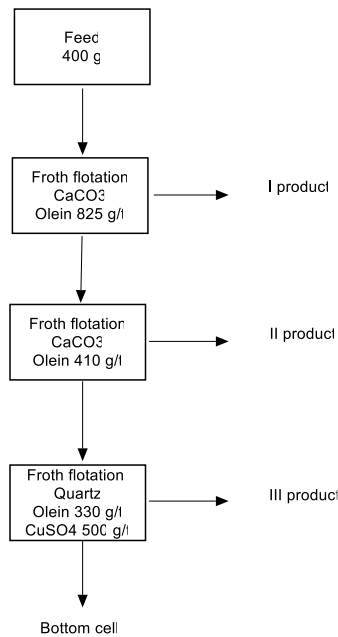 Feed
400 g
Froth flotation
CaCO3
Olein 825 g/t
I product
Froth flotation
CaCO3
Olein 410 g/t
II product
Froth flotation
Quartz
Olein 330 g/t
CuSO4 500 g/t
III product
Bottom cell